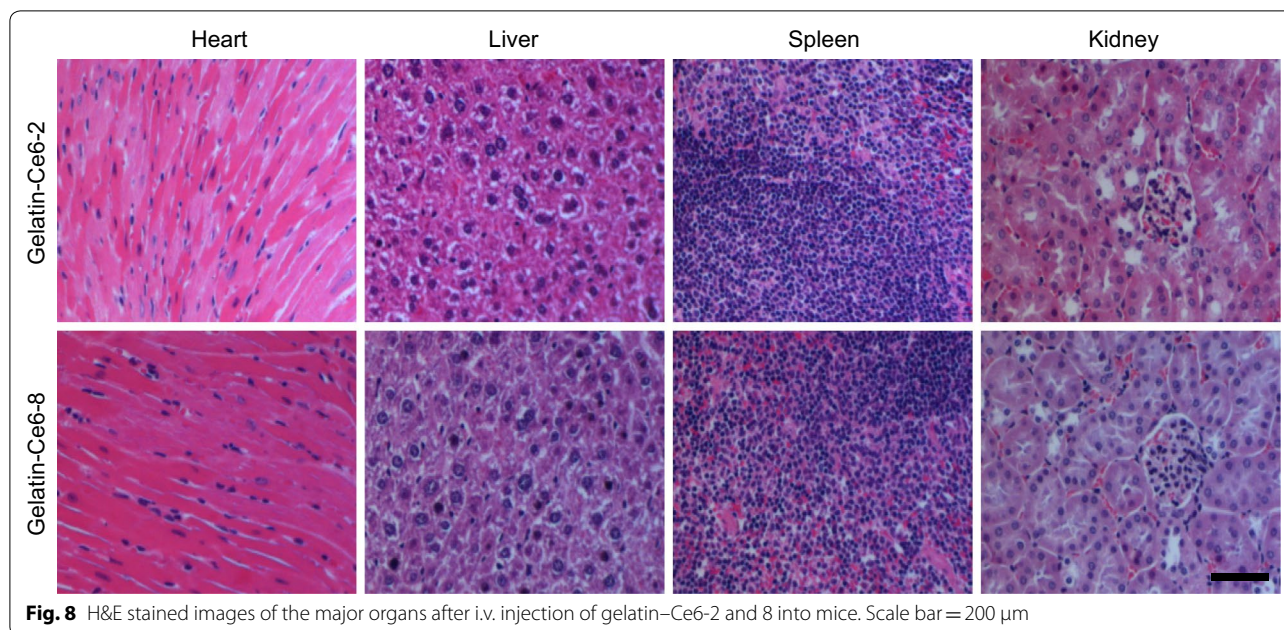 Heart Liver Spleen Kidney
Gelatin-Ce6-2
Gelatin-Ce6-8
Fig. 8 H&E stained images of the major organs after i.v. injection of gelatin–Ce6-2 and 8 into mice. Scale bar = 200 μm